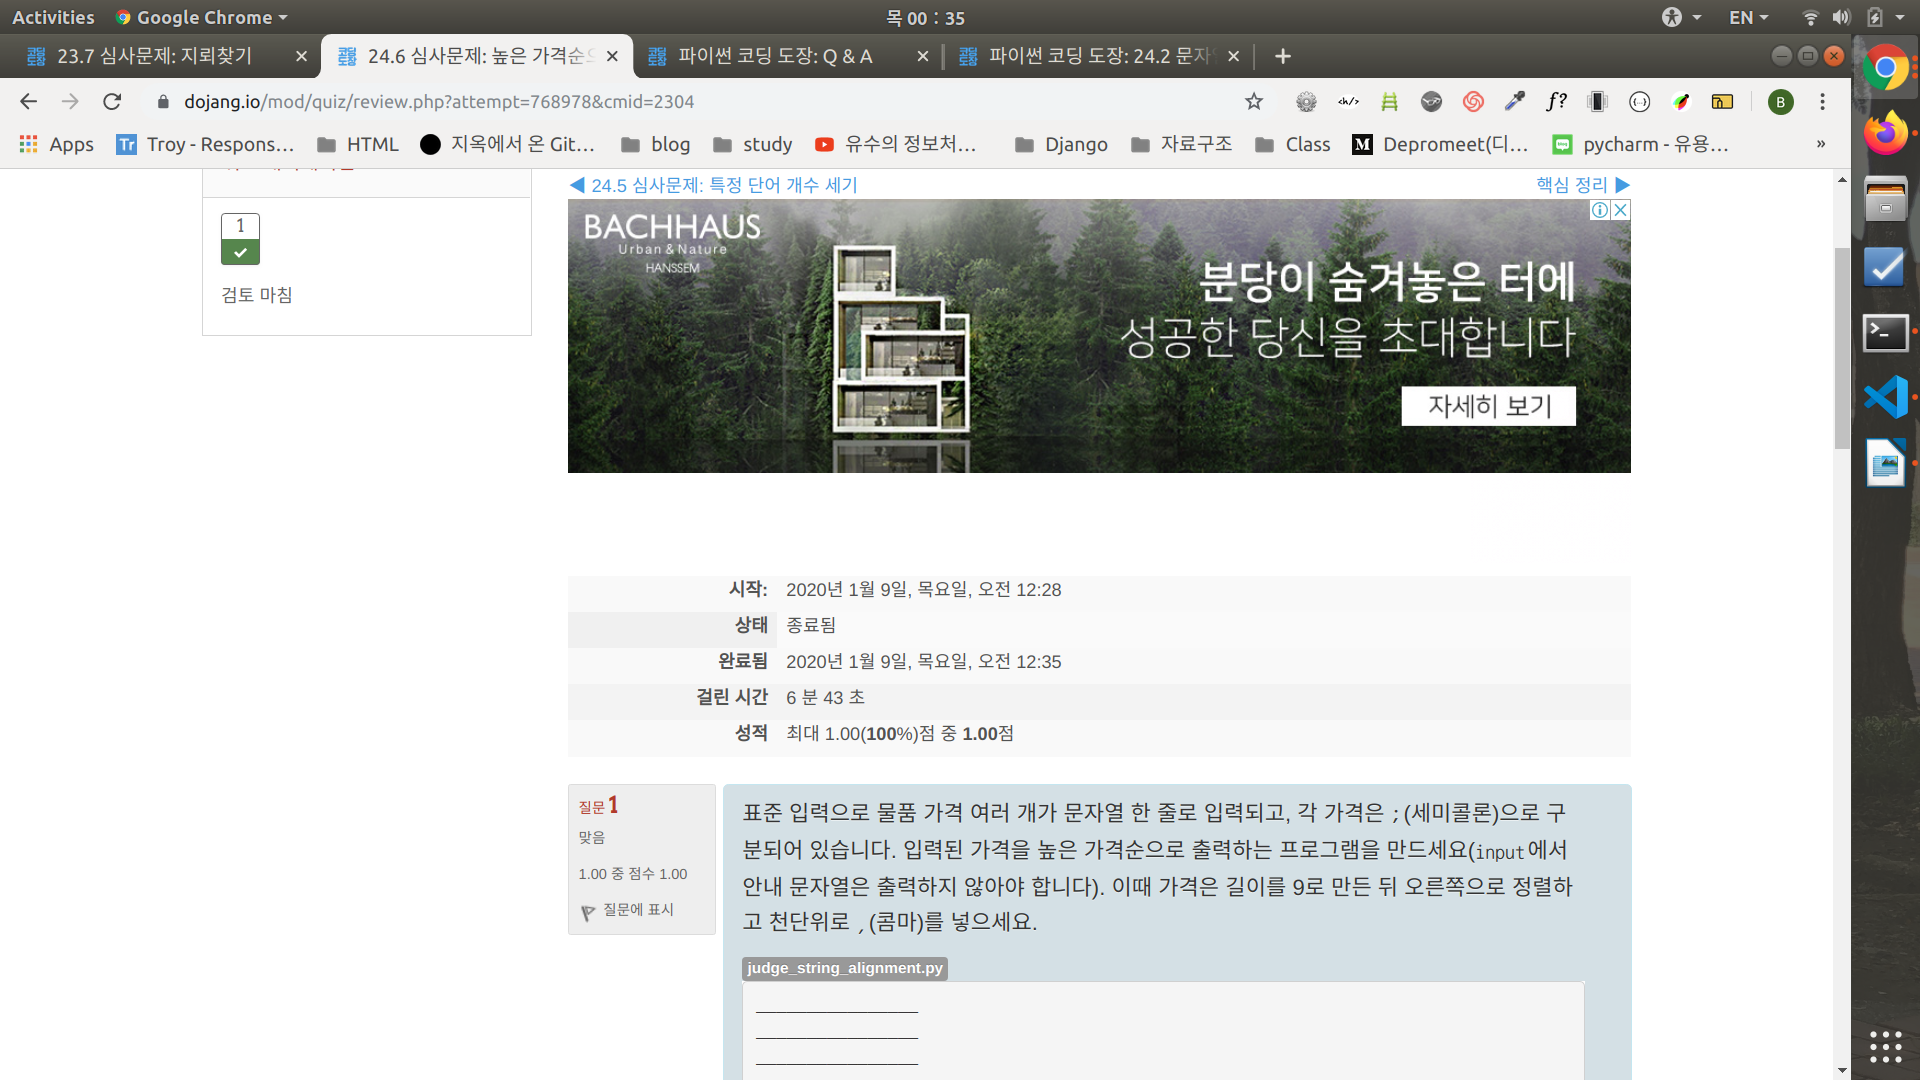 Activities
Google Chrome
목 00 : 35
EN
23.7 심사문제: 지뢰찾기
24.6 심사문제: 높은 가격순으
파이썬 코딩 도장: Q & A
파이썬 코딩 도장: 24.2 문자
dojang.io/mod/quiz/review.php?attempt=768978&cmid=2304
Apps
Troy - Respons...
HTML
지옥에서 온 Git...
blog
study
유수의 정보처...
Django
자료구조
Class
Depromeet(디...
pycharm - 유용...
»
◀ 24.5 심사문제: 특정 단어 개수 세기
핵심 정리 ▶
1
검토 마침
BACHHAUS
Urban & Nature
HANSSEM
분당이 숨겨놓은 터에
성공한 당신을 초대합니다
자세히 보기
시작: 2020년 1월 9일, 목요일, 오전 12:28
상태 종료됨
완료됨 2020년 1월 9일, 목요일, 오전 12:35
걸린 시간 6 분 43 초
성적 최대 1.00(100%)점 중 1.00점
질문 1
맞음
1.00 중 점수 1.00
질문에 표시
표준 입력으로 물품 가격 여러 개가 문자열 한 줄로 입력되고, 각 가격은 ;(세미콜론)으로 구
분되어 있습니다. 입력된 가격을 높은 가격순으로 출력하는 프로그램을 만드세요(input에서
안내 문자열은 출력하지 않아야 합니다). 이때 가격은 길이를 9로 만든 뒤 오른쪽으로 정렬하
고 천단위로 ,(콤마)를 넣으세요.
judge_string_alignment.py
________________
________________
________________